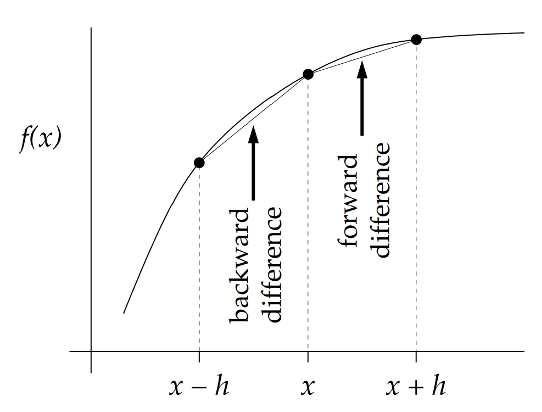 f(x)
backward
difference
forward
difference
x – h
x
x + h